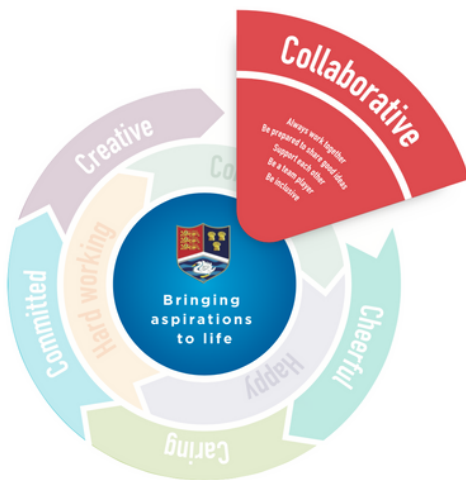 Collaborative
Always work together
Be prepared to share good ideas
Support each other
Be a team player
Be inclusive
Creative
Committed
Caring
Cheerful
Hard working
Happy
Bringing
aspirations
to life